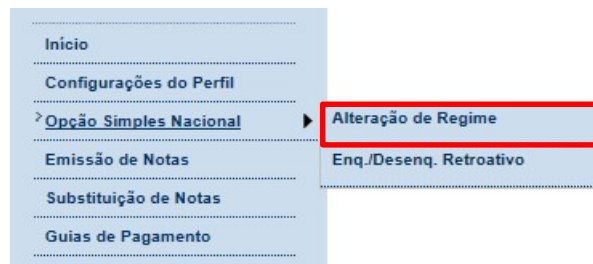 Início
Configurações do Perfil
Opção Simples Nacional
Alteração de Regime
Emissão de Notas
Enq./Desenq. Retroativo
Substituição de Notas
Guias de Pagamento